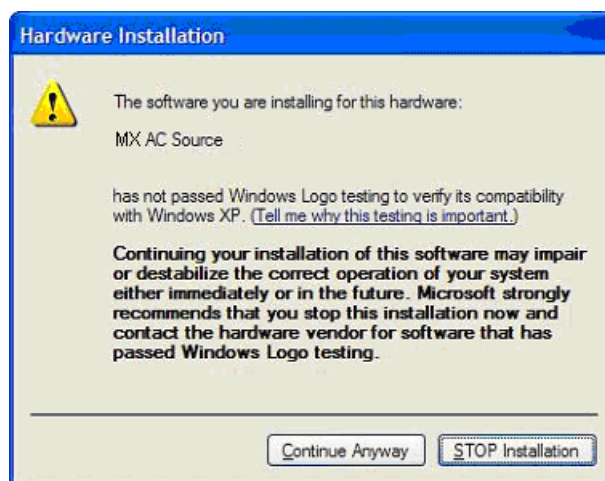 Hardware Installation
The software you are installing for this hardware:
MX AC Source
has not passed Windows Logo testing to verify its compatibility
with Windows XP. (Tell me why this testing is important.)
Continuing your installation of this software may impair
or destabilize the correct operation of your system
either immediately or in the future. Microsoft strongly
recommends that you stop this installation now and
contact the hardware vendor for software that has
passed Windows Logo testing.
Continue Anyway
STOP Installation